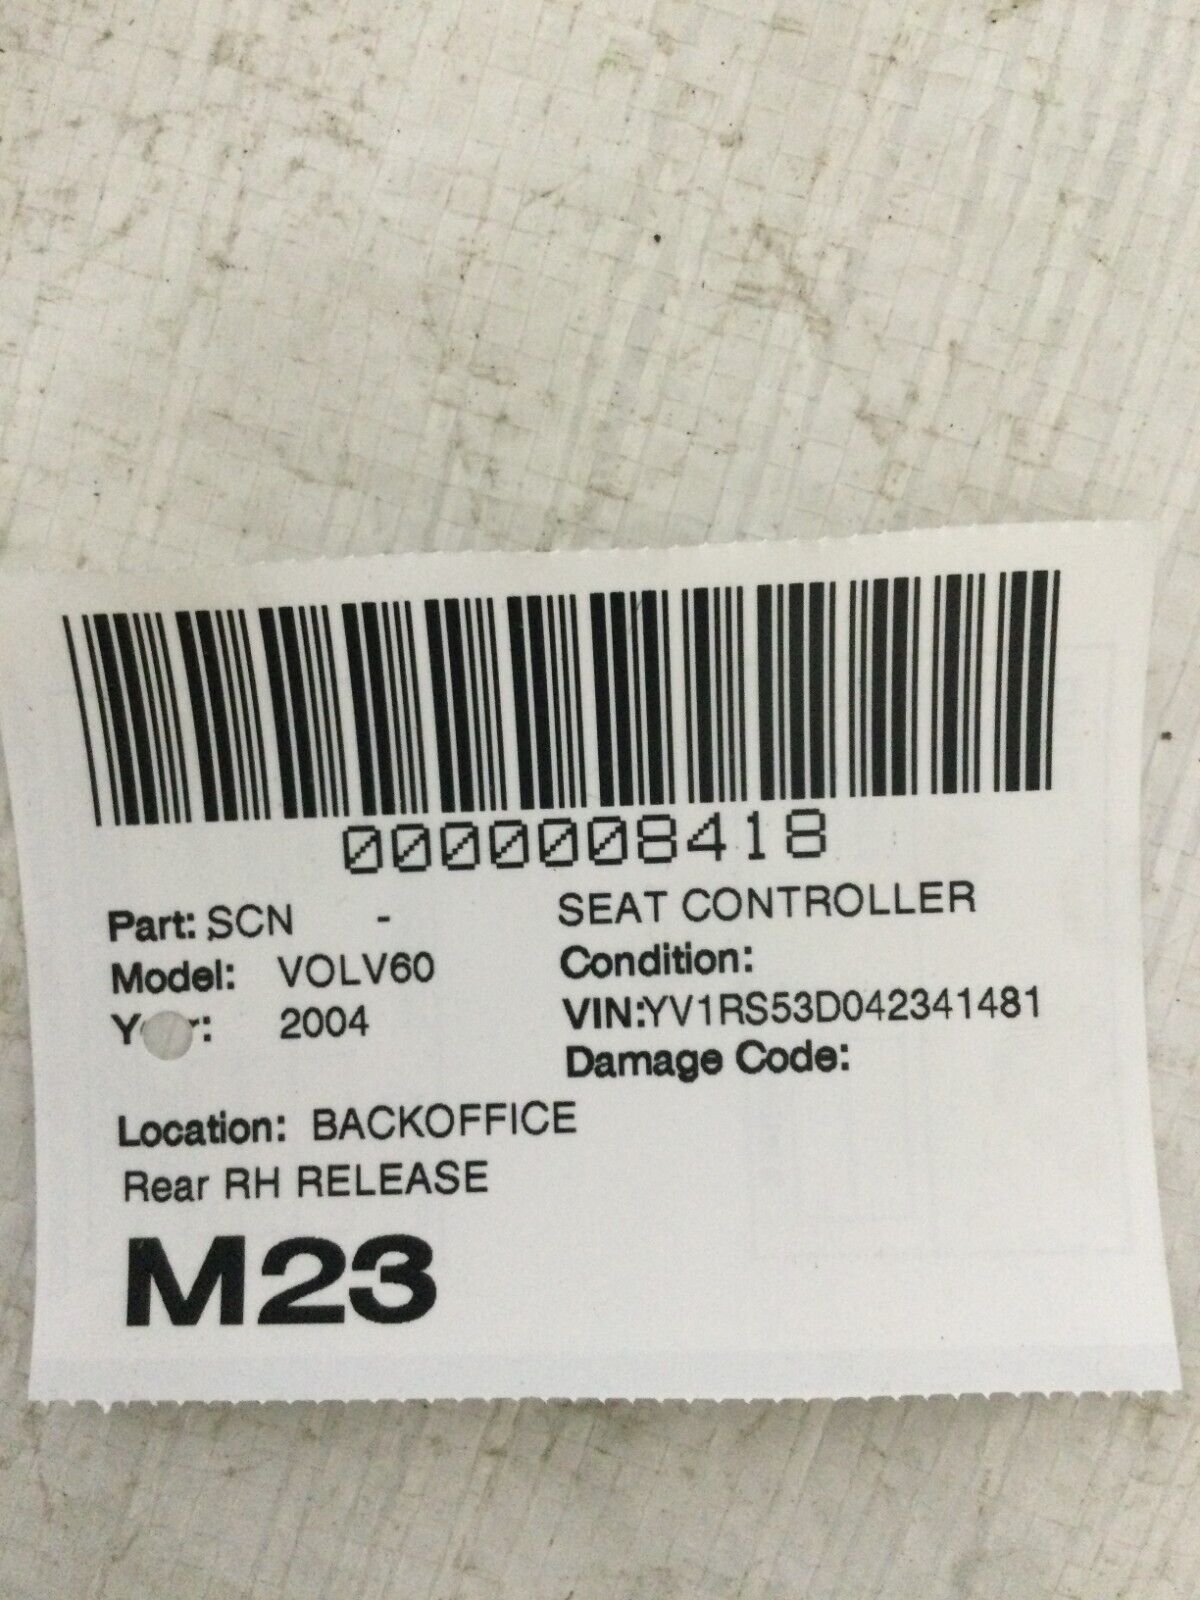 0000008418
Part: SCN - SEAT CONTROLLER
Model: VOLV60 Condition:
Y r: 2004 VIN:YV1RS53D042341481
Damage Code:
Location: BACKOFFICE
Rear RH RELEASE
M23